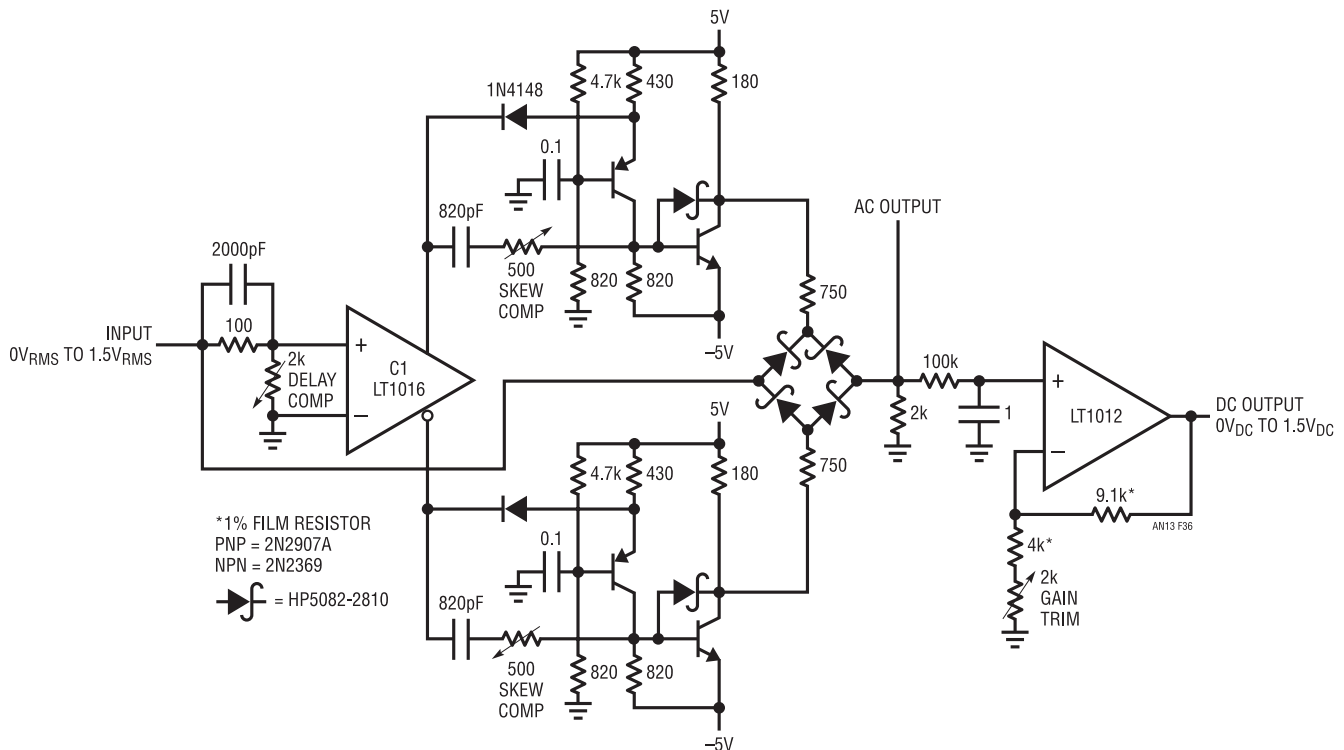 5V
4.7k
430
180
1N4148
0.1
820pF
500
SKEW
COMP
820
820
–5V
2000pF
100
INPUT
0VRMS TO 1.5VRMS
2k
DELAY
COMP
+
–
C1
LT1016
750
AC OUTPUT
100k
2k
1
+
–
LT1012
DC OUTPUT
0VDC TO 1.5VDC
9.1k*
AN13 F36
4k*
2k
GAIN
TRIM
5V
750
4.7k
430
180
0.1
820pF
500
SKEW
COMP
820
820
–5V
*1% FILM RESISTOR
PNP = 2N2907A
NPN = 2N2369
= HP5082-2810